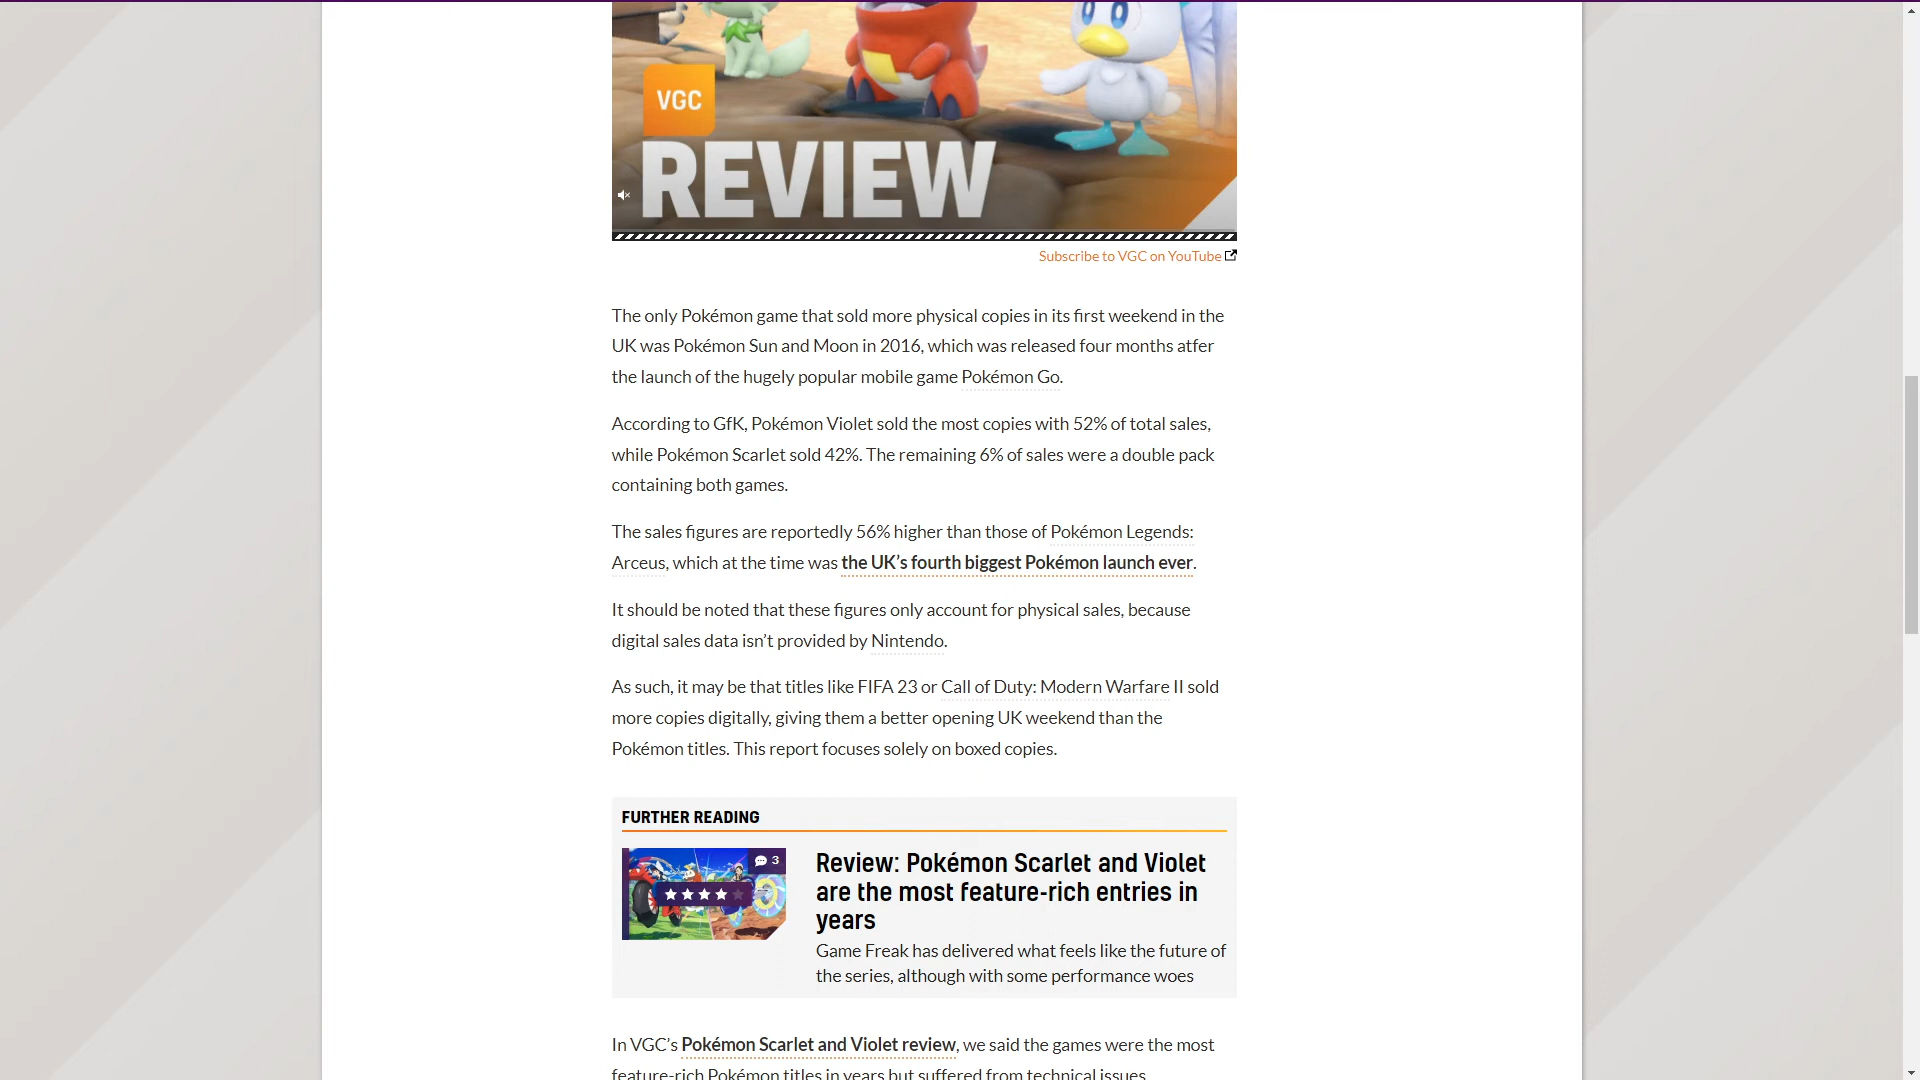 VGC
REVIEW
Subscribe to VGC on YouTube
The only Pokémon game that sold more physical copies in its first weekend in the
UK was Pokémon Sun and Moon in 2016, which was released four months atfer
the launch of the hugely popular mobile game Pokémon Go.
According to GfK, Pokémon Violet sold the most copies with 52% of total sales,
while Pokémon Scarlet sold 42%. The remaining 6% of sales were a double pack
containing both games.
The sales figures are reportedly 56% higher than those of Pokémon Legends:
Arceus, which at the time was the UK’s fourth biggest Pokémon launch ever.
It should be noted that these figures only account for physical sales, because
digital sales data isn’t provided by Nintendo.
As such, it may be that titles like FIFA 23 or Call of Duty: Modern Warfare II sold
more copies digitally, giving them a better opening UK weekend than the
Pokémon titles. This report focuses solely on boxed copies.
FURTHER READING
3
Review: Pokémon Scarlet and Violet
are the most feature-rich entries in
years
Game Freak has delivered what feels like the future of
the series, although with some performance woes
In VGC’s Pokémon Scarlet and Violet review, we said the games were the most
feature-rich Pokémon titles in years but suffered from technical issues.